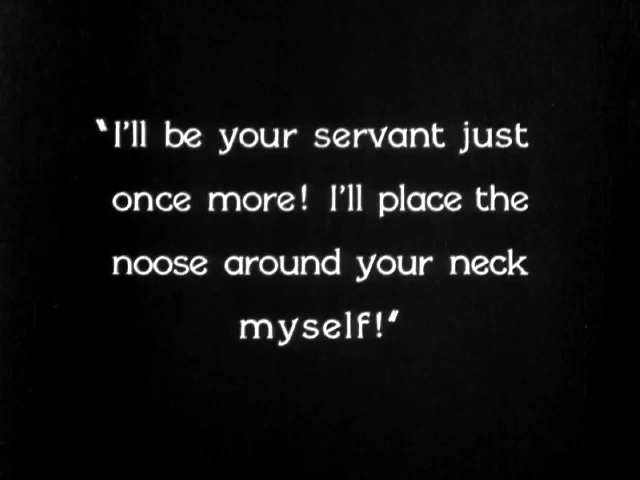 "I'll be your servant just
once more! I'll place the
noose around your neck
myself!"